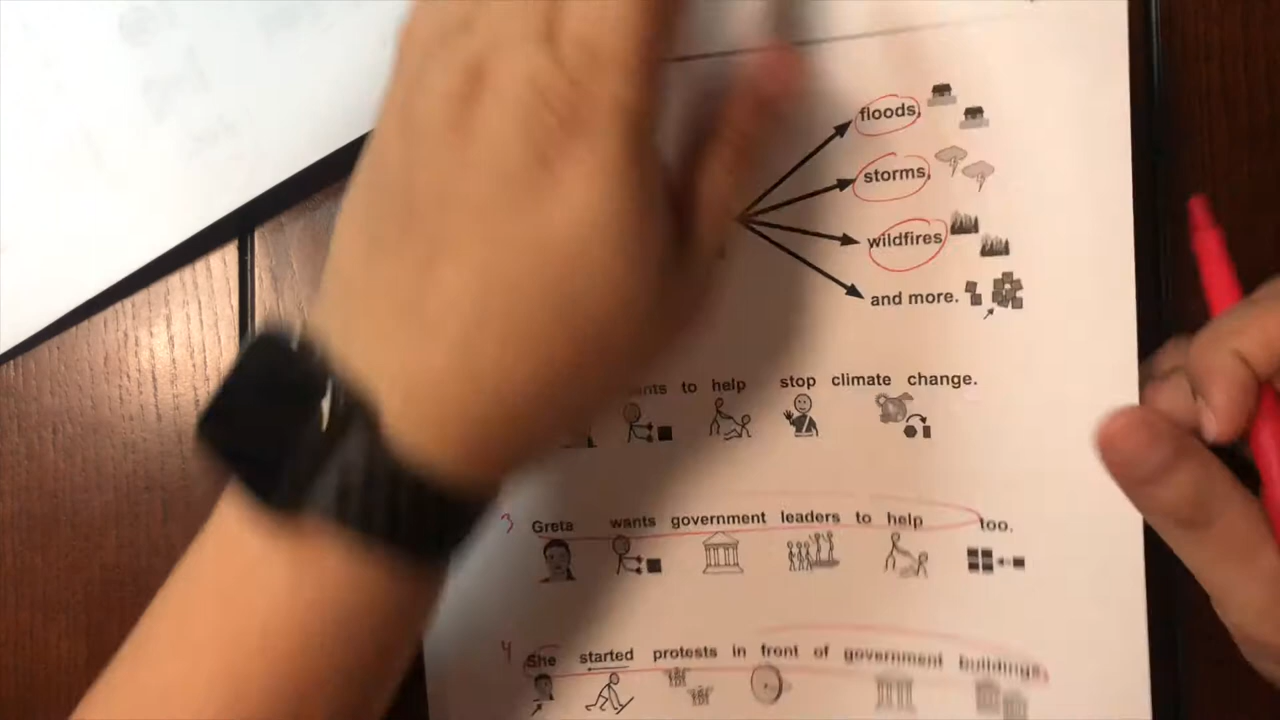 floods,
storms,
wildfires
and more.
to help stop climate change.
3 Greta wants government leaders to help too.
4 She started protests in front of government buildings.